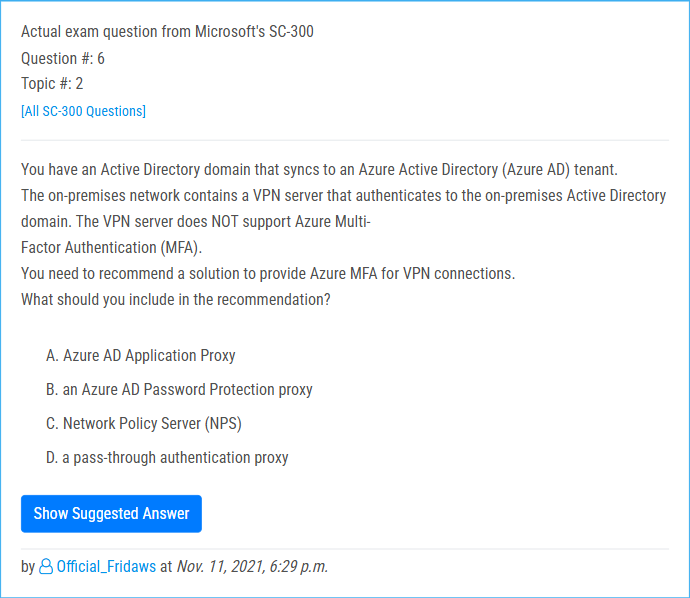 Actual exam question from Microsoft's SC-300
Question #: 6
Topic #: 2
[All SC-300 Questions]
You have an Active Directory domain that syncs to an Azure Active Directory (Azure AD) tenant.
The on-premises network contains a VPN server that authenticates to the on-premises Active Directory
domain. The VPN server does NOT support Azure Multi-
Factor Authentication (MFA).
You need to recommend a solution to provide Azure MFA for VPN connections.
What should you include in the recommendation?
A. Azure AD Application Proxy
B. an Azure AD Password Protection proxy
C. Network Policy Server (NPS)
D. a pass-through authentication proxy
Show Suggested Answer
by Official_Fridaws at Nov. 11, 2021, 6:29 p.m.